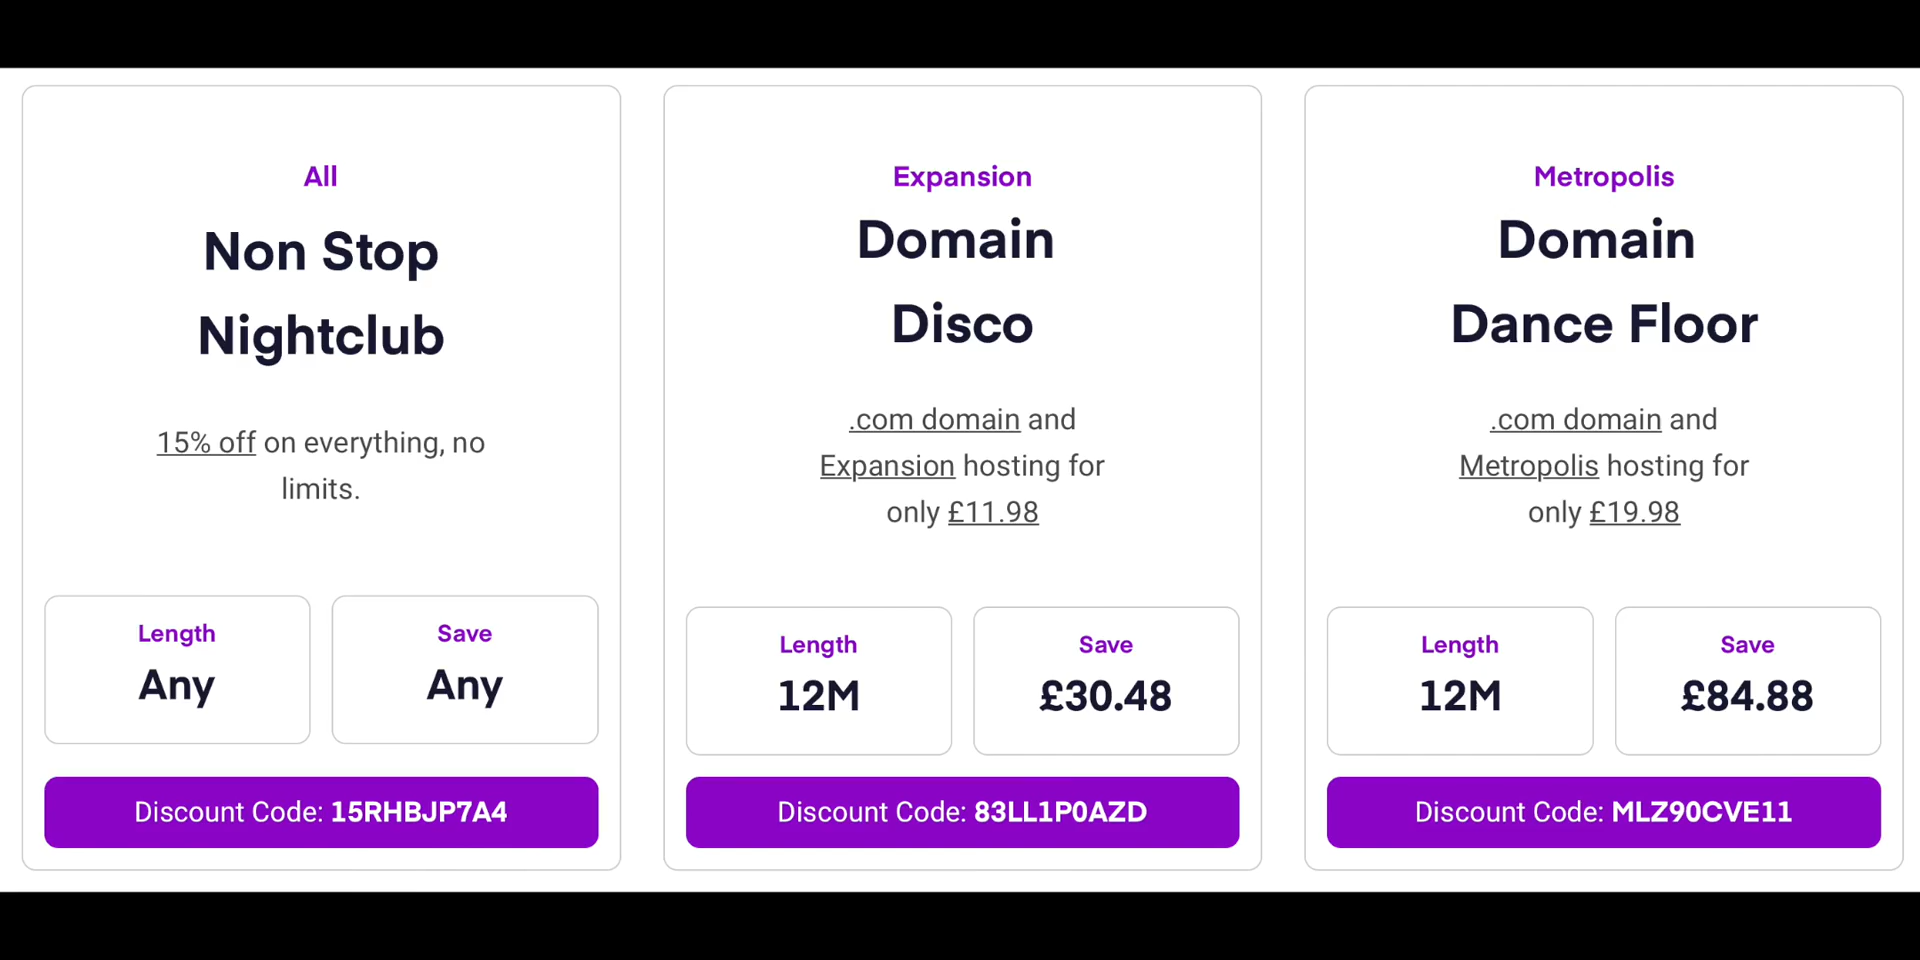 All
Non Stop
Nightclub
15% off on everything, no
limits.
Length
Any
Save
Any
Discount Code: 15RHBJP7A4
Expansion
Domain
Disco
.com domain and
Expansion hosting for
only £11.98
Length
12M
Save
£30.48
Discount Code: 83LL1P0AZD
Metropolis
Domain
Dance Floor
.com domain and
Metropolis hosting for
only £19.98
Length
12M
Save
£84.88
Discount Code: MLZ90CVE11